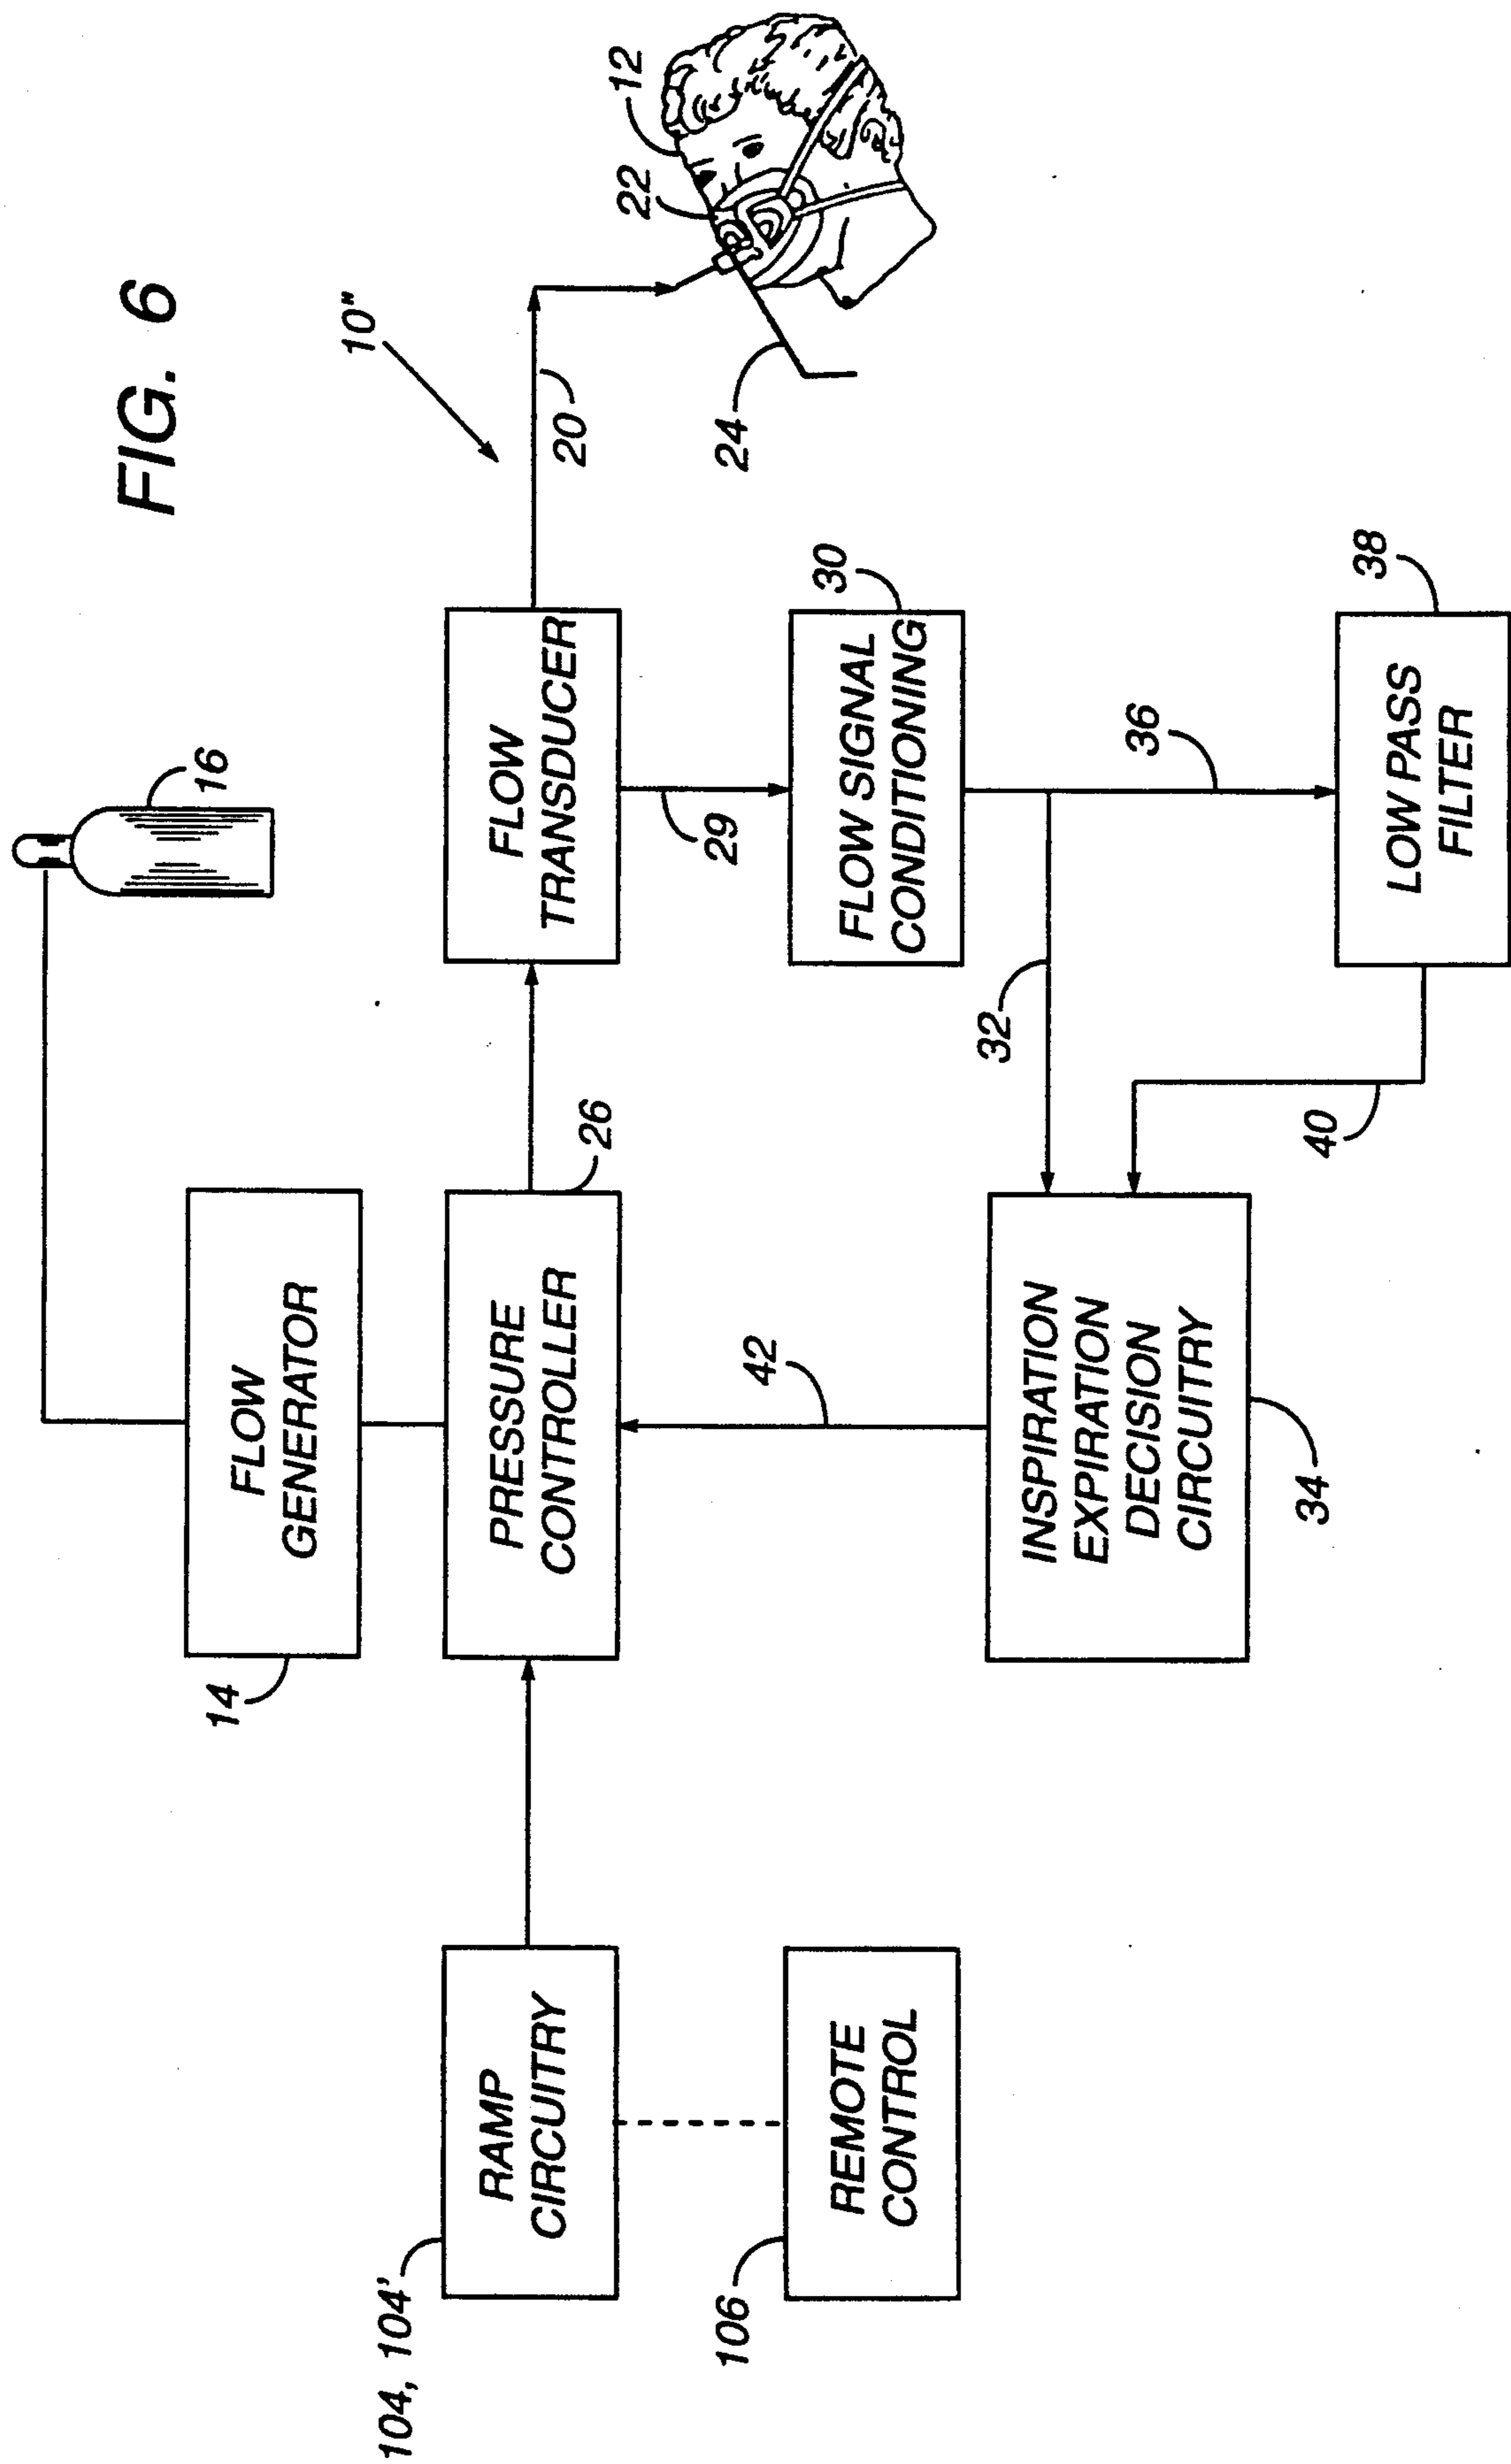 FIG. 6
16
14
FLOW
GENERATOR
10"
12
22
20
24
104, 104'
RAMP
CIRCUITRY
PRESSURE
CONTROLLER
26
FLOW
TRANSDUCER
29
106
REMOTE
CONTROL
42
FLOW SIGNAL
CONDITIONING
30
32
36
INSPIRATION
EXPIRATION
DECISION
CIRCUITRY
34
40
LOW PASS
FILTER
38